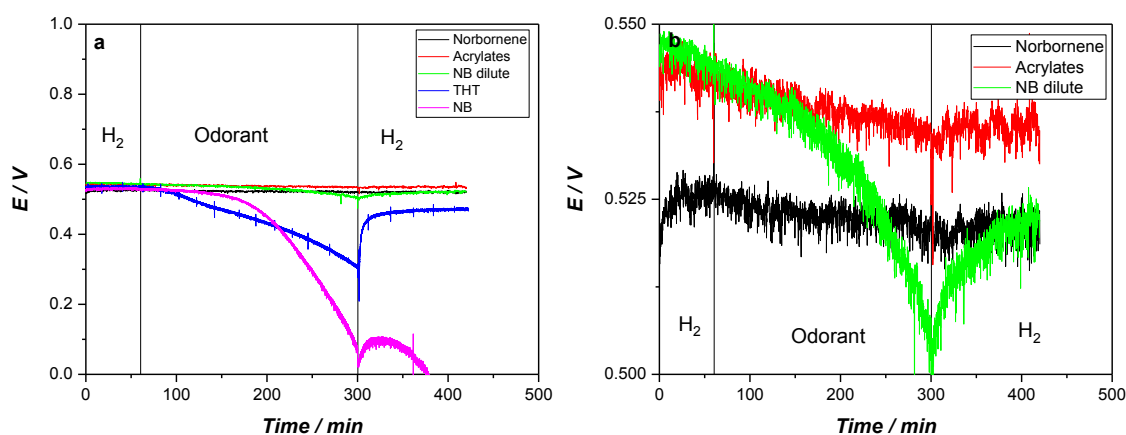 a
Norbornene
Acrylates
NB dilute
THT
NB
H2
Odorant
H2
E / V
1.0
0.8
0.6
0.4
0.2
0.0
0
100
200
300
400
500
Time / min
b
Norbornene
Acrylates
NB dilute
H2
Odorant
H2
E / V
0.550
0.525
0.500
0
100
200
300
400
500
Time / min